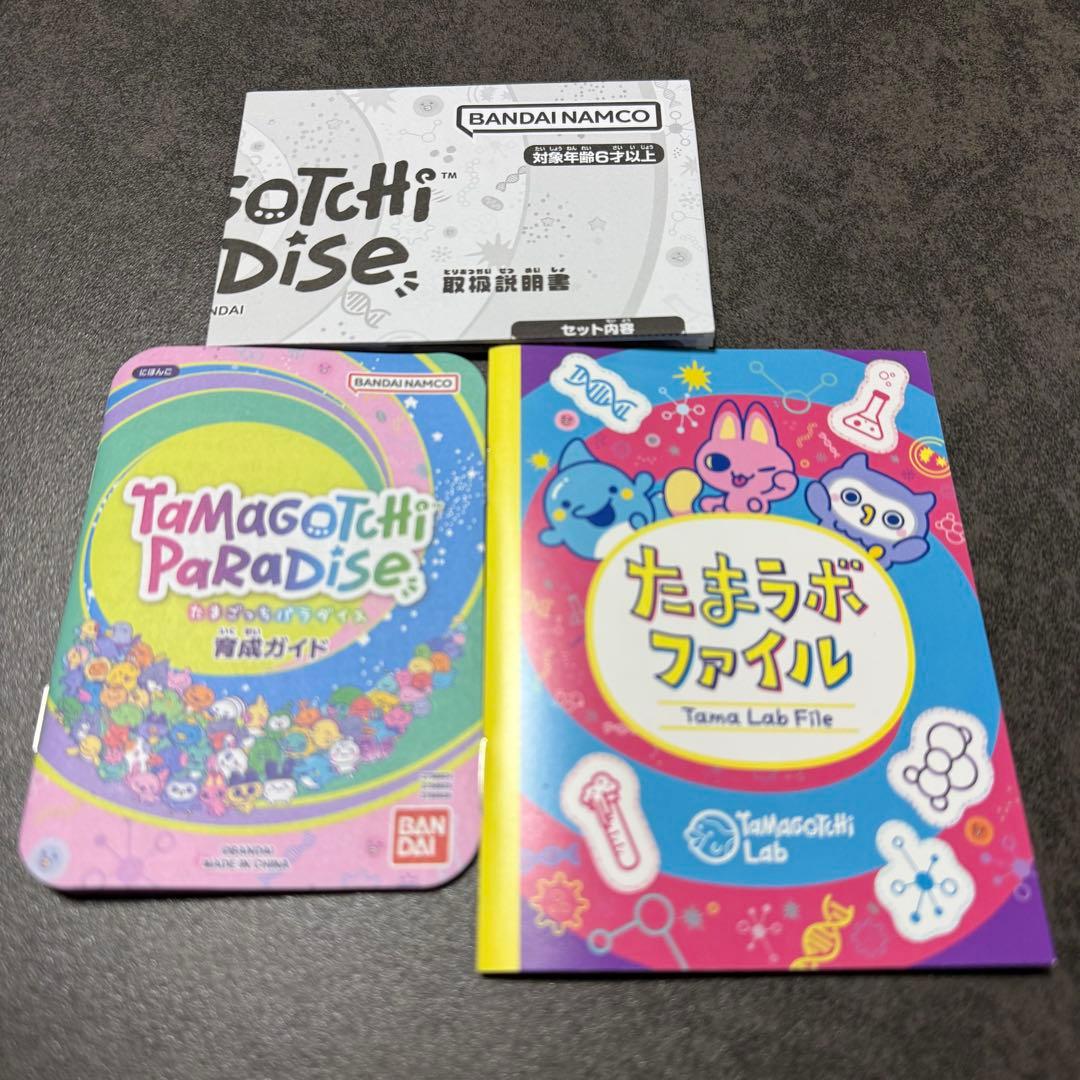 BANDAI NAMCO
たいしょうねんれい さい いじょう
対象年齢6才以上
GOTCHi™
DiSe
とりあつかい せつ めい しょ
取扱説明書
NDAI
セット内容
にほんご
BANDAI NAMCO
TaMaGOTCHi
PaRaDiSe
たまごっちパラダイス
いく せい
育成ガイド
©BANDAI
MADE IN CHINA
BAN
DAI
たまラボ
ファイル
Tama Lab File
TaMaGOTCHi
Lab